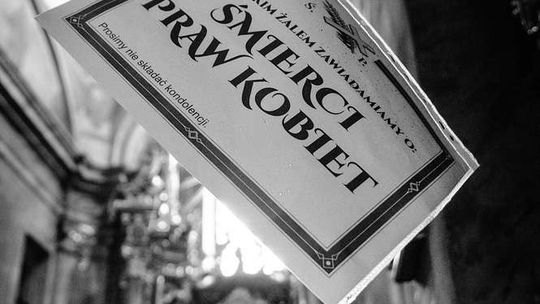 Ś. P.
KIM ŻALEM ZAWIADAMIAMY O:
ŚMIERCI
PRAW KOBIET
Prosimy nie składać kondolencji.